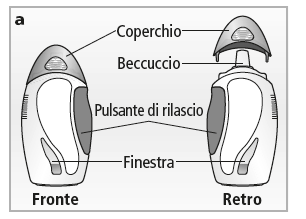 a
Coperchio
Beccuccio
Pulsante di rilascio
Finestra
Fronte
Retro